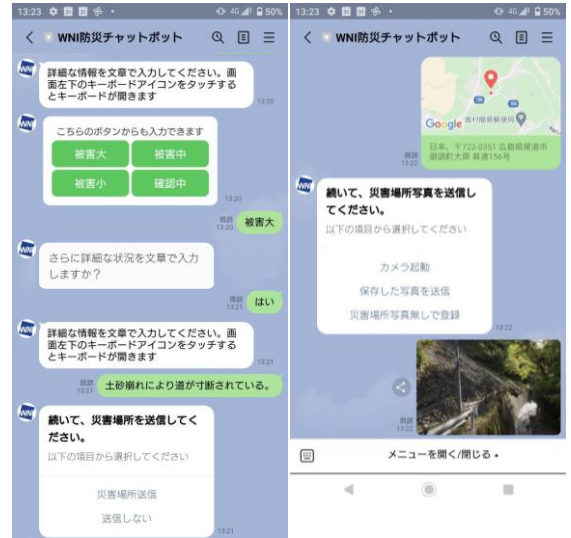 13:23
4G 50%
WNI防災チャットボット
WNI
詳細な情報を文章で入力してください。画
面左下のキーボードアイコンをタッチする
とキーボードが開きます
13:20
WNI
こちらのボタンからも入力できます
被害大
被害中
被害小
確認中
13:20
既読
13:20
被害大
WNI
さらに詳細な状況を文章で入力
しますか？
既読
13:21
はい
WNI
詳細な情報を文章で入力してください。画
面左下のキーボードアイコンをタッチする
とキーボードが開きます
13:21
既読
13:21
土砂崩れにより道が寸断されている。
WNI
続いて、災害場所を送信してく
ださい。
以下の項目から選択してください
災害場所送信
送信しない
13:21
13:23
4G 50%
WNI防災チャットボット
Google
日本、〒722-0351 広島県尾道市
御調町大原 県道156号
既読
13:22
WNI
続いて、災害場所写真を送信し
てください。
以下の項目から選択してください
カメラ起動
保存した写真を送信
災害場所写真無しで登録
13:22
既読
13:22
メニューを開く/閉じる